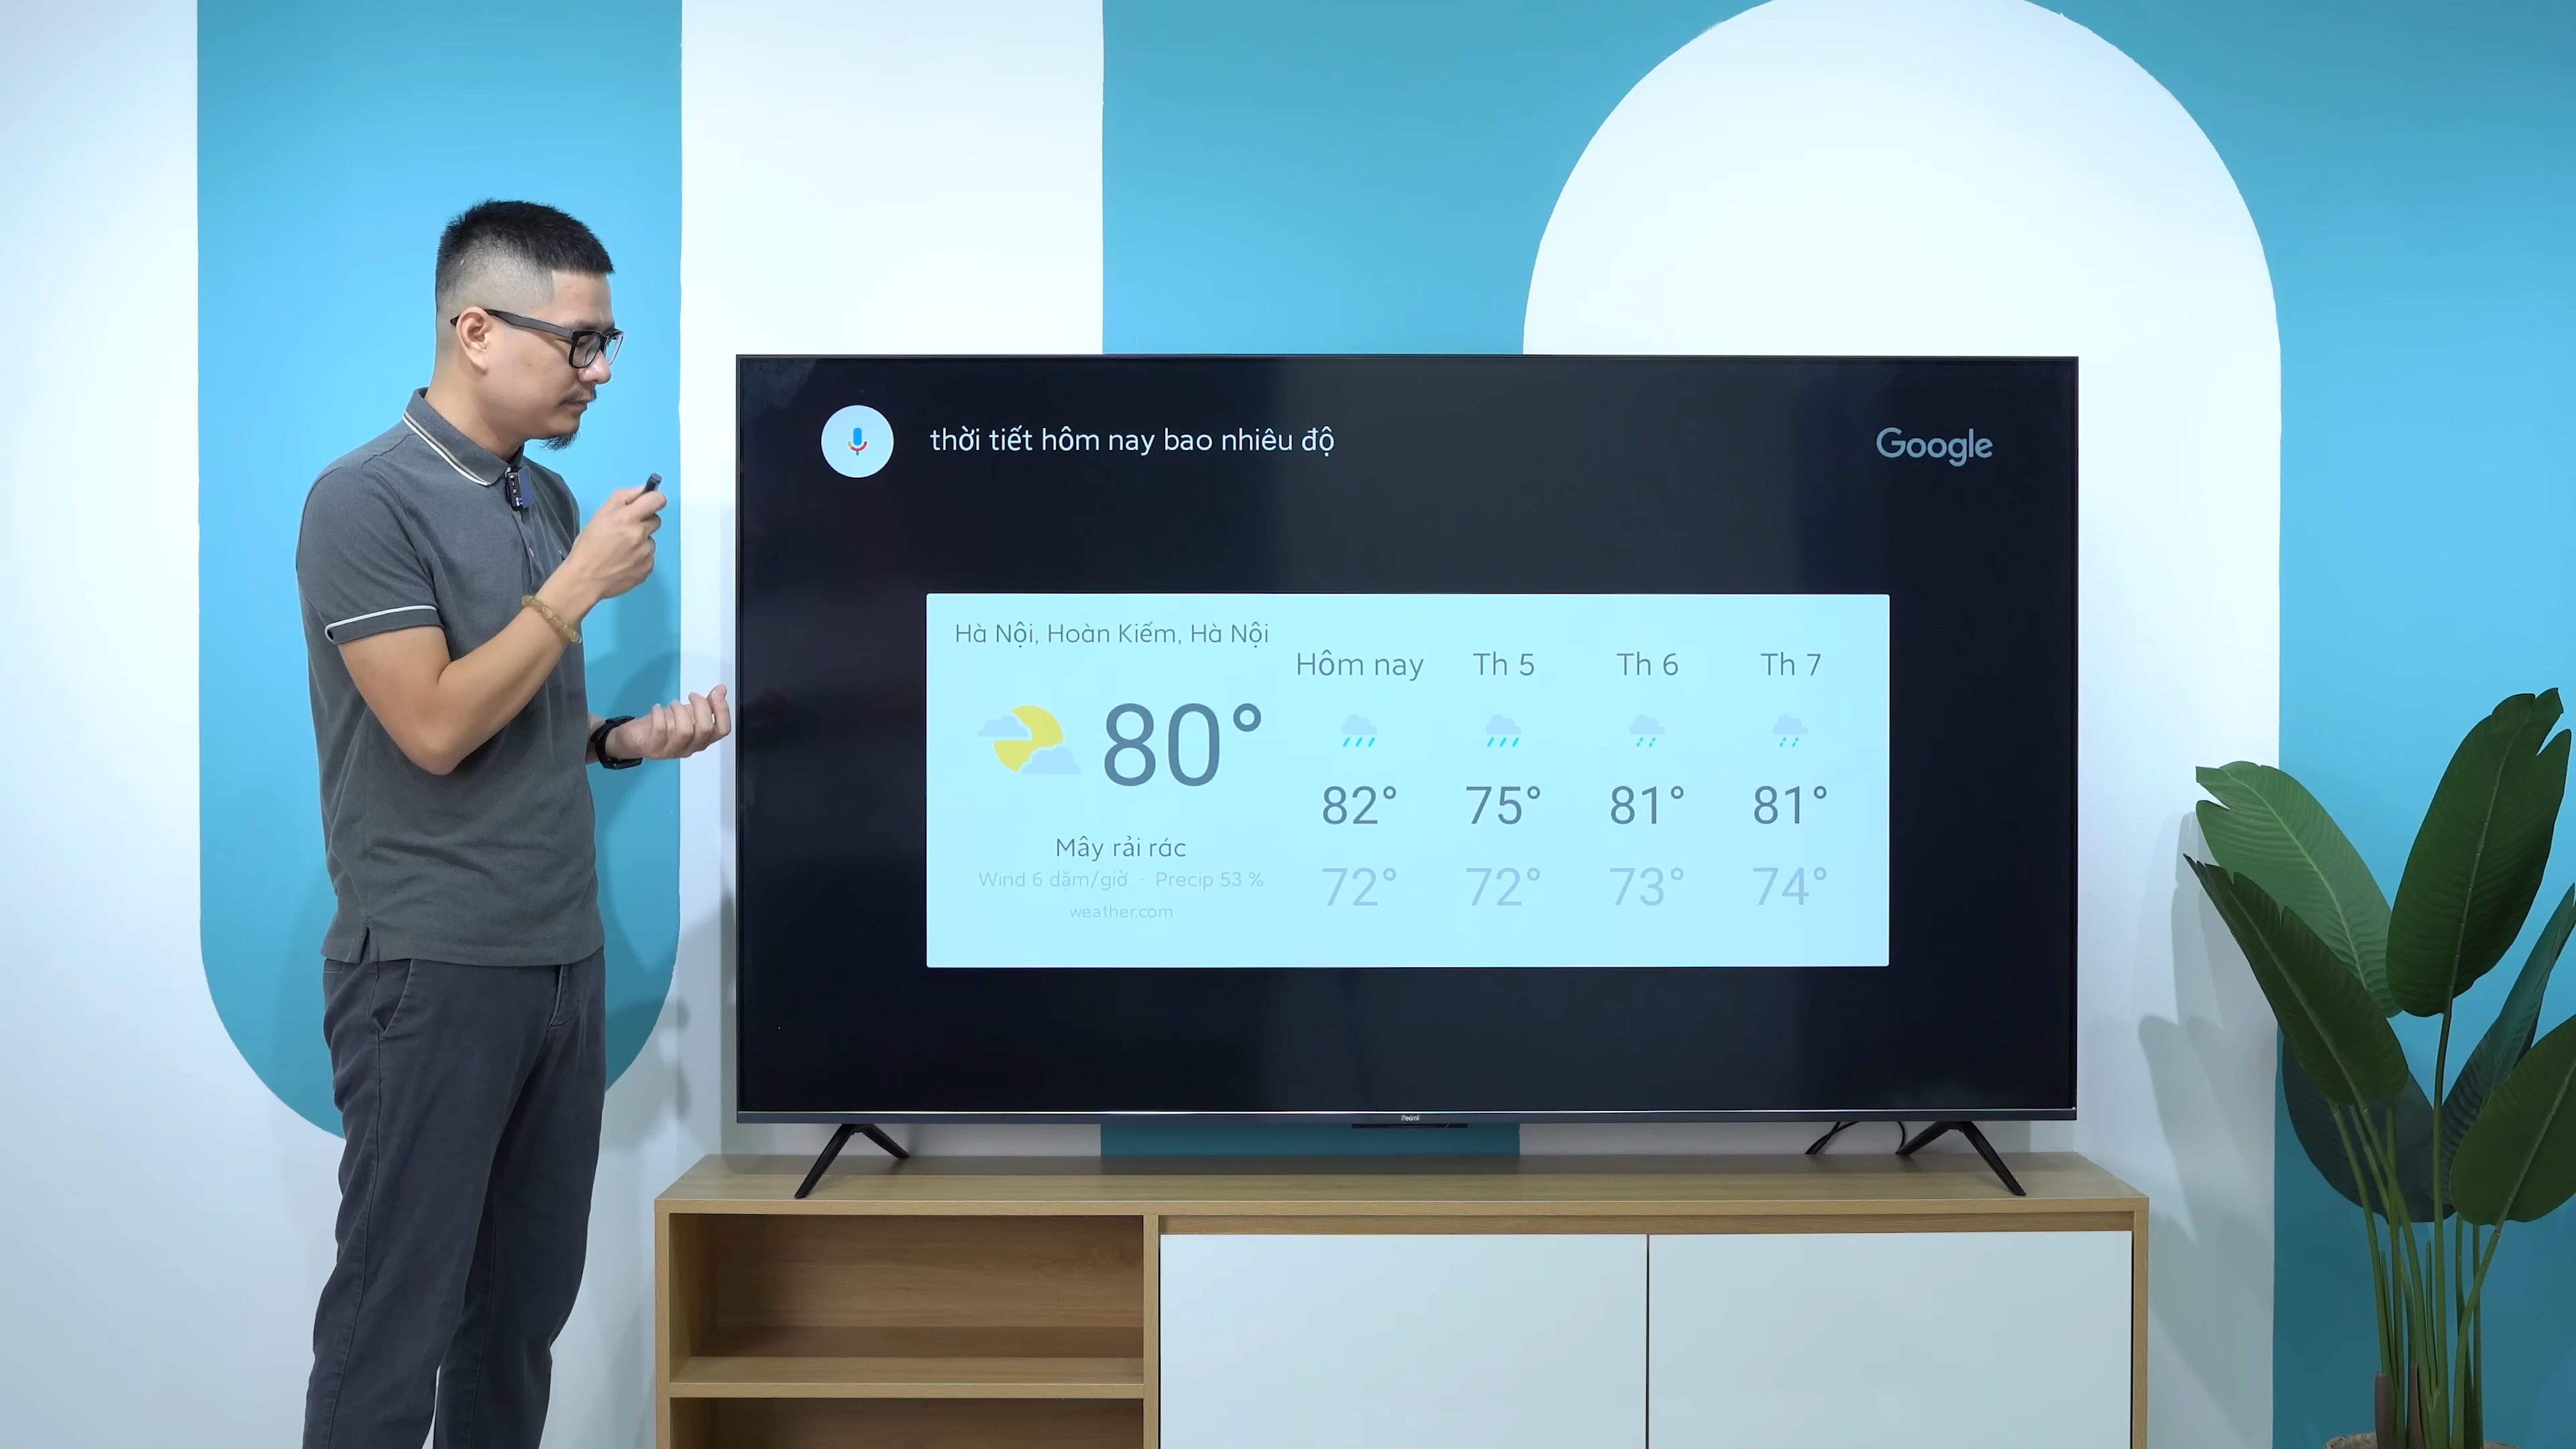 thời tiết hôm nay bao nhiêu độ
Google
Hà Nội, Hoàn Kiếm, Hà Nội
80°
Mây rải rác
Wind 6 dặm/giờ · Precip 53 %
weather.com
Hôm nay Th 5 Th 6 Th 7
82° 75° 81° 81°
72° 72° 73° 74°
Redmi